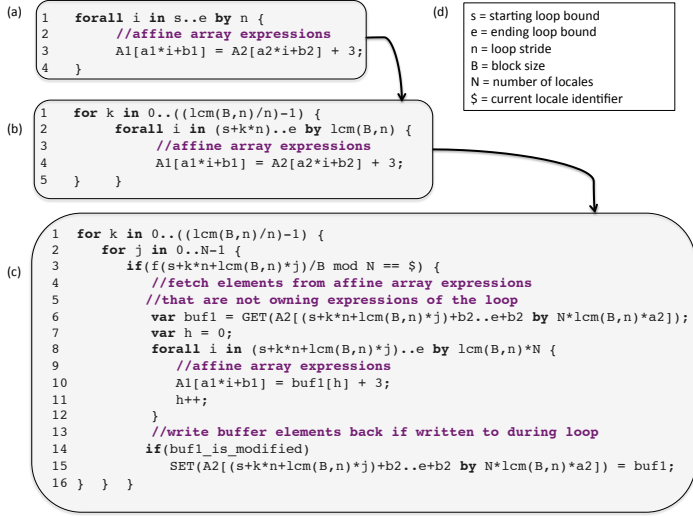 (a)
1 forall i in s..e by n {
2 //affine array expressions
3 A1[a1*i+b1] = A2[a2*i+b2] + 3;
4 }
(d)
s = starting loop bound
e = ending loop bound
n = loop stride
B = block size
N = number of locales
$ = current locale identifier
(b)
1 for k in 0..((lcm(B,n)/n)-1) {
2 forall i in (s+k*n)..e by lcm(B,n) {
3 //affine array expressions
4 A1[a1*i+b1] = A2[a2*i+b2] + 3;
5 } }
(c)
1 for k in 0..((lcm(B,n)/n)-1) {
2 for j in 0..N-1 {
3 if(f(s+k*n+lcm(B,n)*j)/B mod N == $) {
4 //fetch elements from affine array expressions
5 //that are not owning expressions of the loop
6 var buf1 = GET(A2[(s+k*n+lcm(B,n)*j)+b2..e+b2 by N*lcm(B,n)*a2]);
7 var h = 0;
8 forall i in (s+k*n+lcm(B,n)*j)..e by lcm(B,n)*N {
9 //affine array expressions
10 A1[a1*i+b1] = buf1[h] + 3;
11 h++;
12 }
13 //write buffer elements back if written to during loop
14 if(buf1_is_modified)
15 SET(A2[(s+k*n+lcm(B,n)*j)+b2..e+b2 by N*lcm(B,n)*a2]) = buf1;
16 } } }